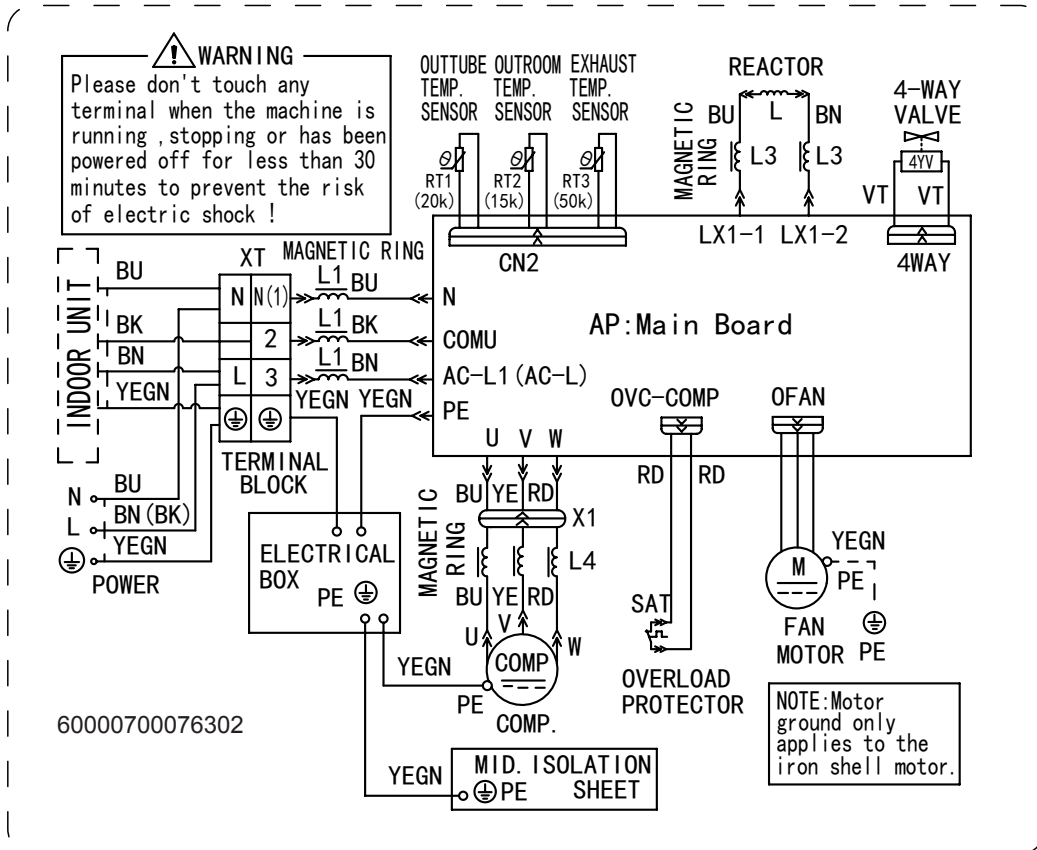 WARNING
Please don't touch any
terminal when the machine is
running ,stopping or has been
powered off for less than 30
minutes to prevent the risk
of electric shock !
OUTTUBE OUTROOM EXHAUST
TEMP. TEMP. TEMP.
SENSOR SENSOR SENSOR
RT1 RT2 RT3
(20k) (15k) (50k)
CN2
MAGNETIC
RING
REACTOR
BU L BN
L3 L3
LX1-1 LX1-2
4-WAY
VALVE
4YV
VT VT
4WAY
INDOOR UNIT
BU
BK
BN
YEGN
XT
N N(1)
2
L 3
TERMINAL
BLOCK
MAGNETIC RING
L1 BU
L1 BK
L1 BN
YEGN YEGN
N
COMU
AC-L1(AC-L)
PE
AP:Main Board
U V W
OVC-COMP
OFAN
N BU
L BN(BK)
YEGN
POWER
ELECTRICAL
BOX
PE
MAGNETIC
RING
BU YE RD
X1
L4
BU YE RD
U V W
COMP
PE
COMP.
YEGN
RD RD
SAT
OVERLOAD
PROTECTOR
M
YEGN
PE
FAN
MOTOR PE
NOTE:Motor
ground only
applies to the
iron shell motor.
60000700076302
YEGN
MID. ISOLATION
SHEET
PE